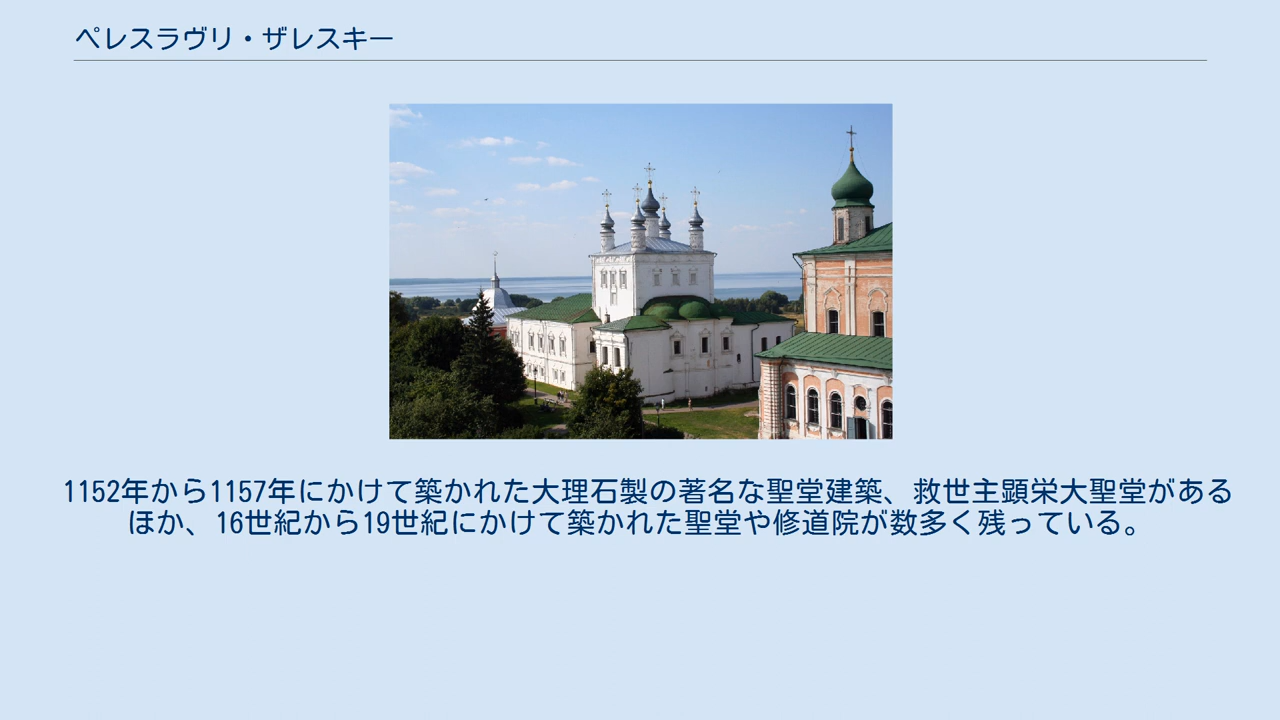 ペレスラヴリ・ザレスキー
1152年から1157年にかけて築かれた大理石製の著名な聖堂建築、救世主顕栄大聖堂がある
ほか、16世紀から19世紀にかけて築かれた聖堂や修道院が数多く残っている。